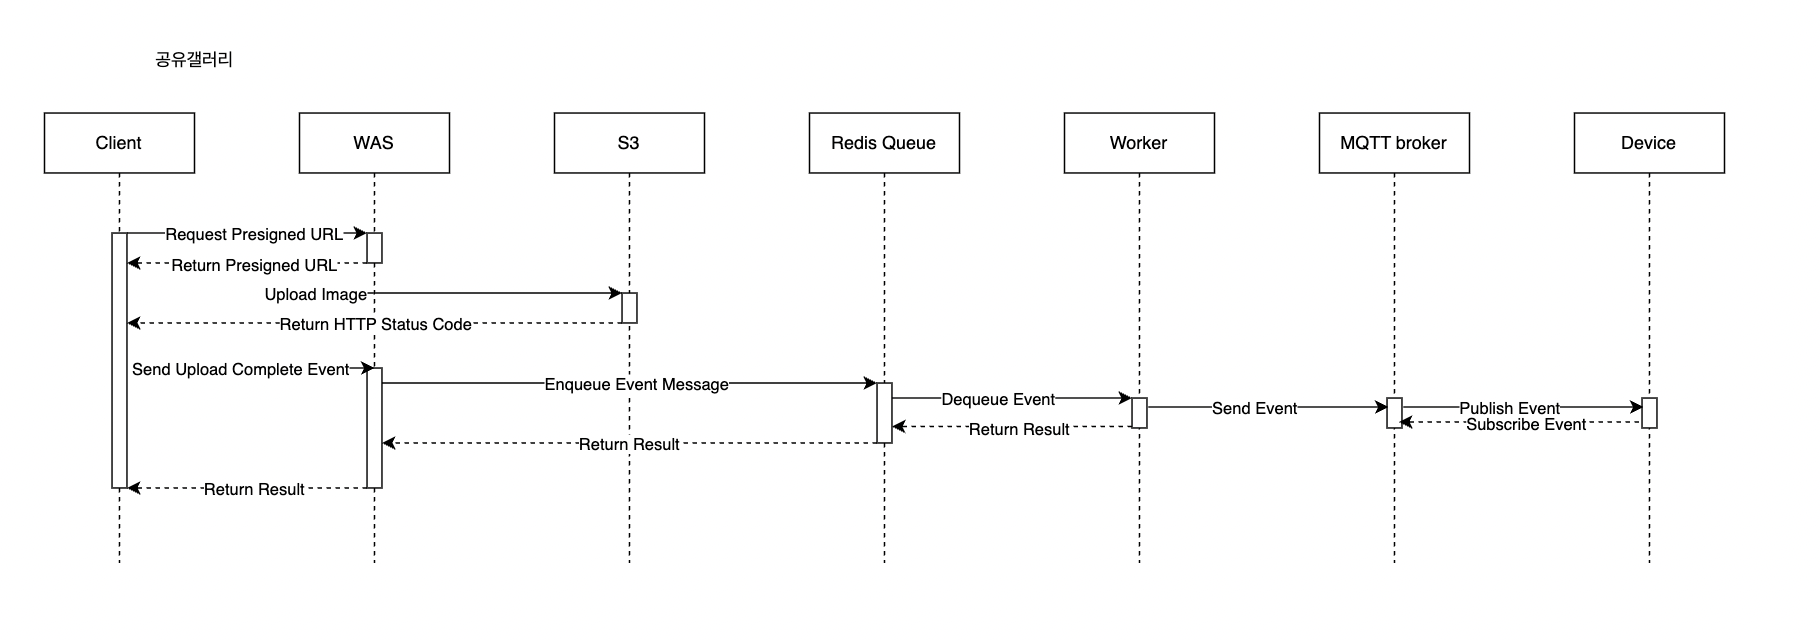 공유갤러리
Client
WAS
S3
Redis Queue
Worker
MQTT broker
Device
Request Presigned URL
Return Presigned URL
Upload Image
Return HTTP Status Code
Send Upload Complete Event
Enqueue Event Message
Dequeue Event
Send Event
Publish Event
Subscribe Event
Return Result
Return Result
Return Result